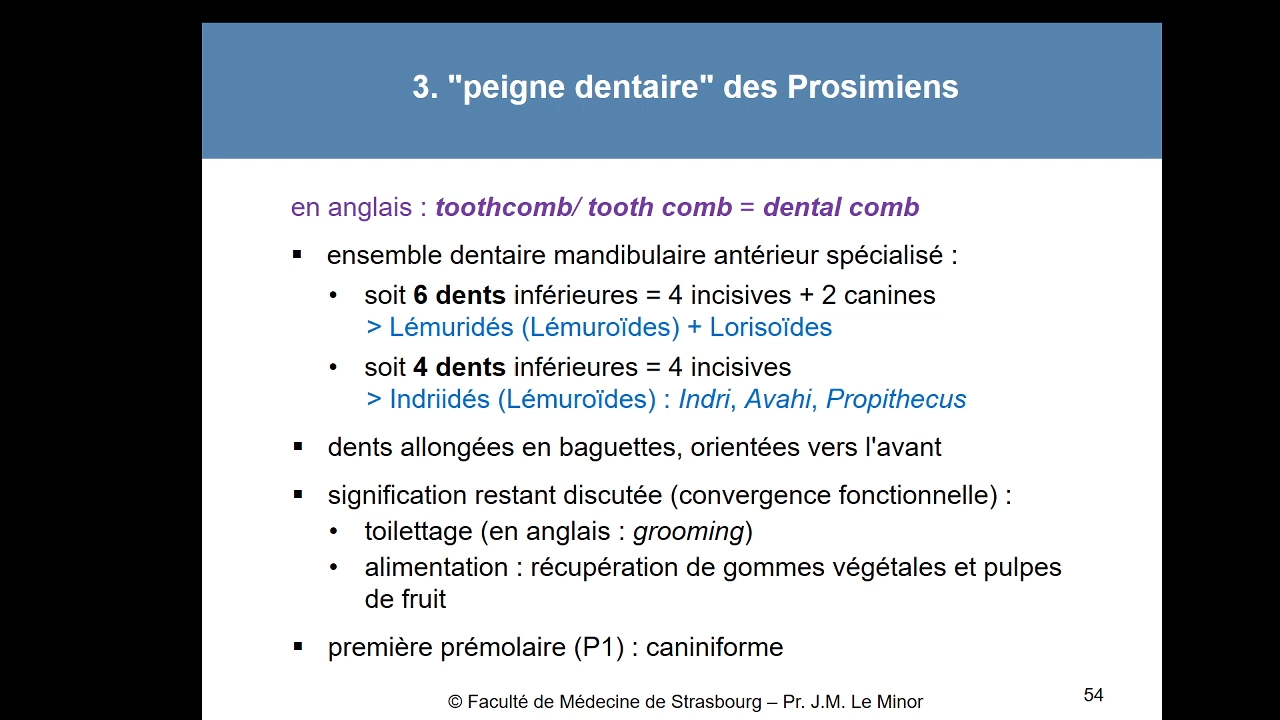 3. "peigne dentaire" des Prosimiens
en anglais : toothcomb/ tooth comb = dental comb
▪ ensemble dentaire mandibulaire antérieur spécialisé :
• soit 6 dents inférieures = 4 incisives + 2 canines
> Lémuridés (Lémuroïdes) + Lorisoïdes
• soit 4 dents inférieures = 4 incisives
> Indriidés (Lémuroïdes) : Indri, Avahi, Propithecus
▪ dents allongées en baguettes, orientées vers l'avant
▪ signification restant discutée (convergence fonctionnelle) :
• toilettage (en anglais : grooming)
• alimentation : récupération de gommes végétales et pulpes
de fruit
▪ première prémolaire (P1) : caniniforme
© Faculté de Médecine de Strasbourg – Pr. J.M. Le Minor
54